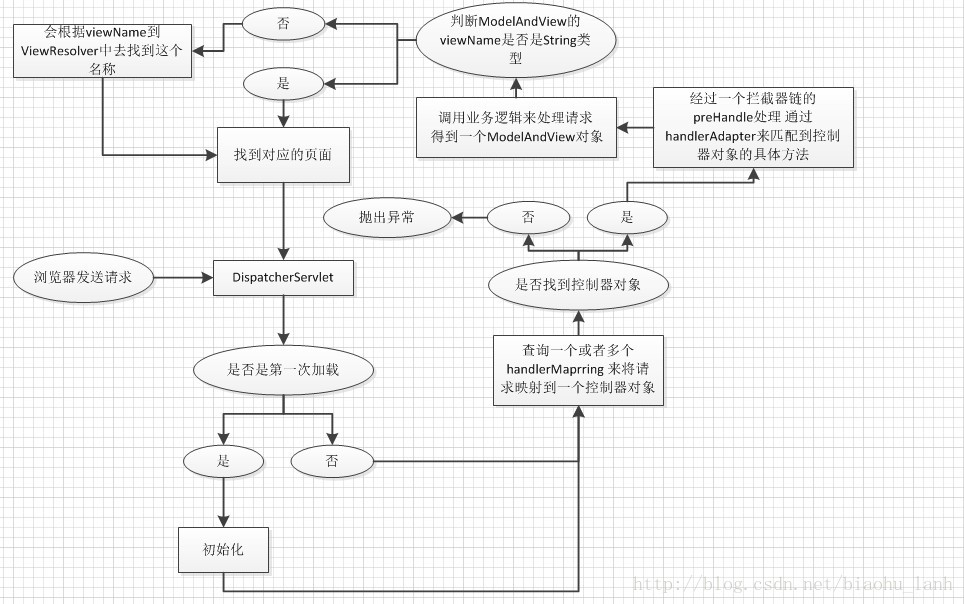 否
会根据viewName到
ViewResolver中去找到这个
名称
是
找到对应的页面
判断ModelAndView的
viewName是否是String类
型
调用业务逻辑来处理请求
得到一个ModelAndView对象
经过一个拦截器链的
preHandle处理 通过
handlerAdapter来匹配到控制
器对象的具体方法
抛出异常
否
是
浏览器发送请求
DispatcherServlet
是否找到控制器对象
是否是第一次加载
查询一个或者多个
handlerMaprring 来将请
求映射到一个控制器对象
是
否
初始化
http://blog.csdn.net/biaohu_lanh